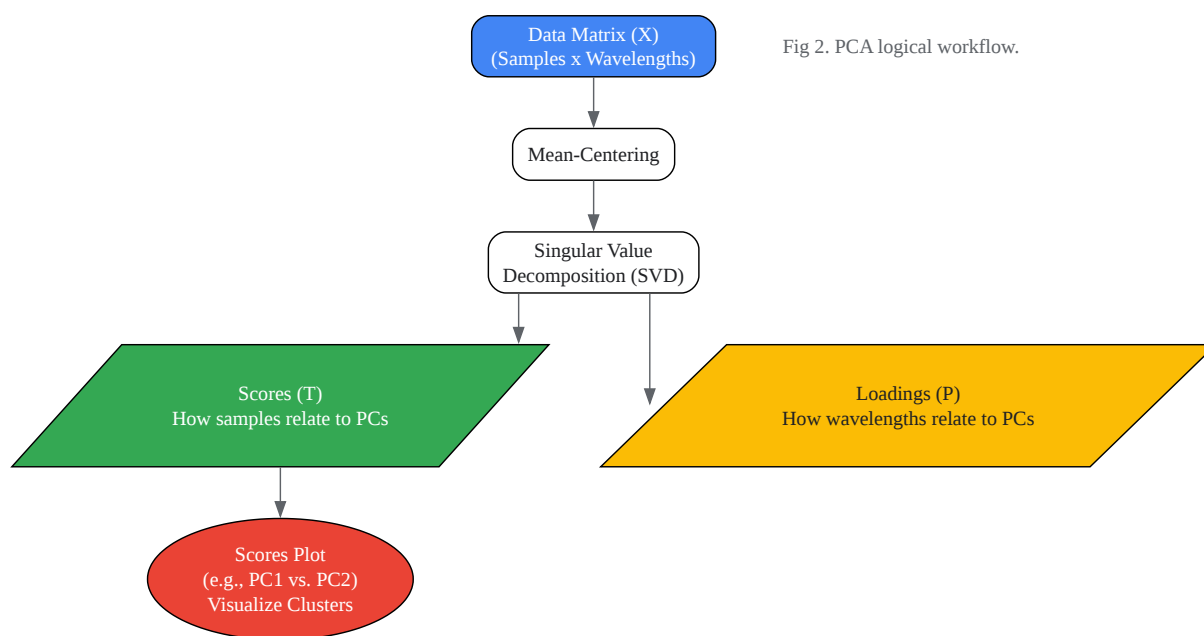 Data Matrix (X)
(Samples x Wavelengths)
Fig 2. PCA logical workflow.
Mean-Centering
Singular Value
Decomposition (SVD)
Scores (T)
How samples relate to PCs
Loadings (P)
How wavelengths relate to PCs
Scores Plot
(e.g., PC1 vs. PC2)
Visualize Clusters